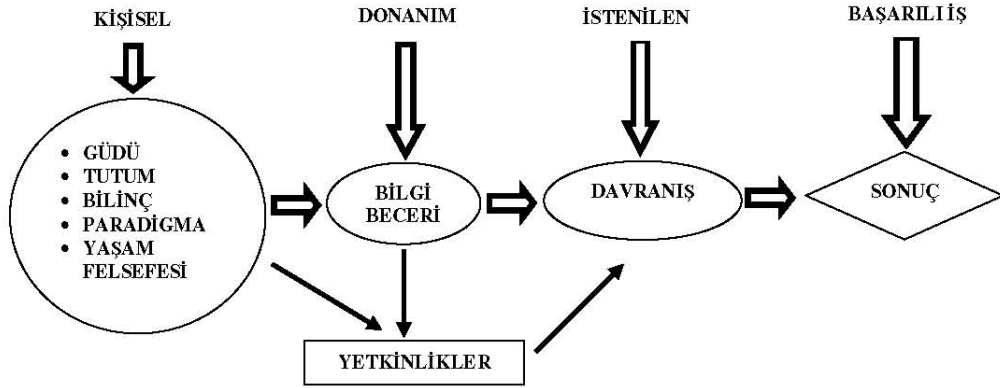 KİŞİSEL
DONANIM
İSTENİLEN
BAŞARILI İŞ
• GÜDÜ
• TUTUM
• BİLİNÇ
• PARADİGMA
• YAŞAM
FELSEFESİ
BİLGİ
BECERİ
DAVRANIŞ
SONUÇ
YETKİNLİKLER